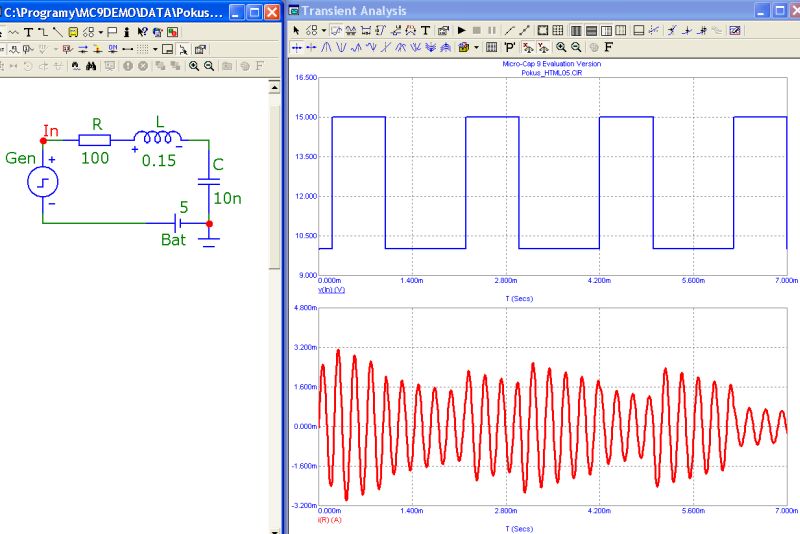 C:\Programy\MC9DEMO\DATA\Pokus_
T
?
i
F
In
R
L
Gen
+
100
+
-
0.15
C
-
10n
5
Bat
Transient Analysis
T
'P'
F
Micro-Cap 9 Evaluation Version
Pokus_HTML05.CIR
16.500
15.000
13.500
12.000
10.500
9.000
0.000m 1.400m 2.800m 4.200m 5.600m 7.000m
v(In) (V)
T (Secs)
4.800m
3.200m
1.600m
0.000m
-1.600m
-3.200m
0.000m 1.400m 2.800m 4.200m 5.600m 7.000m
i(R) (A)
T (Secs)